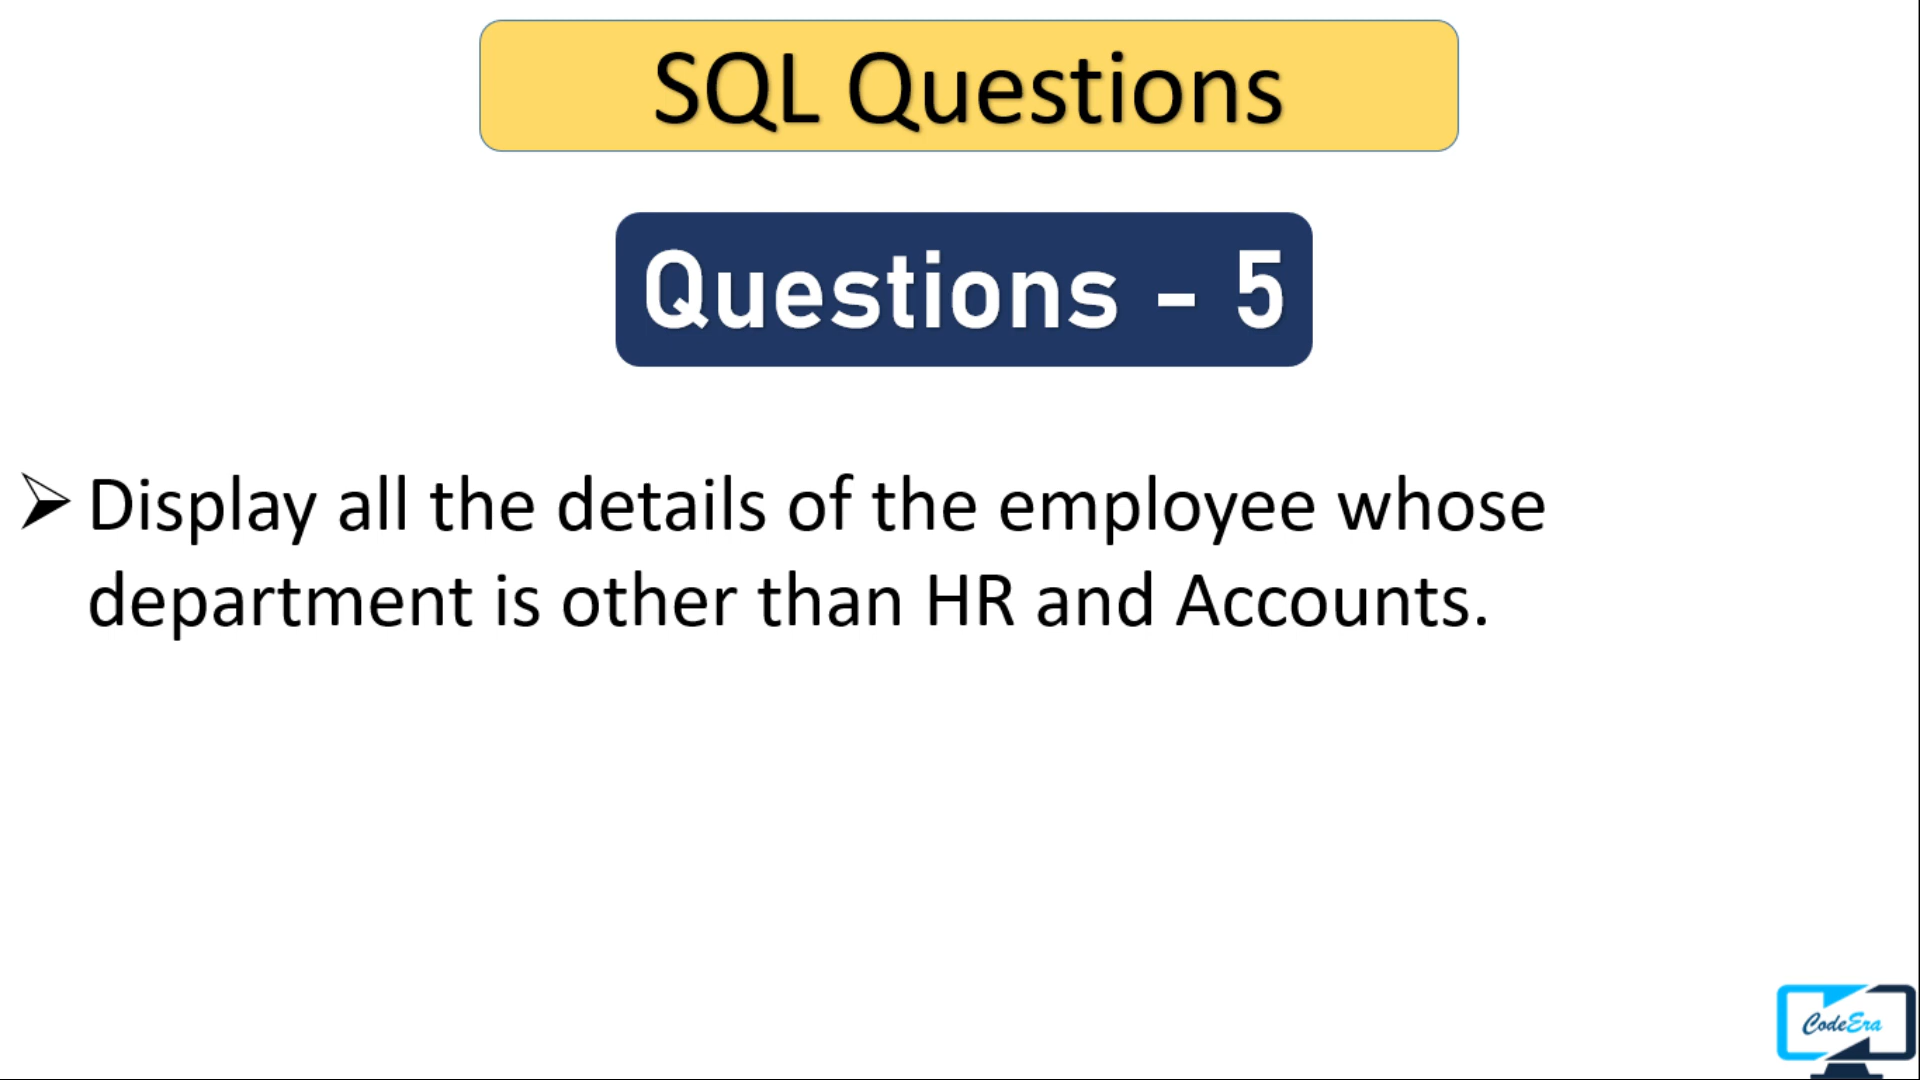 SQL Questions
Questions - 5
Display all the details of the employee whose
department is other than HR and Accounts.
CodeEra